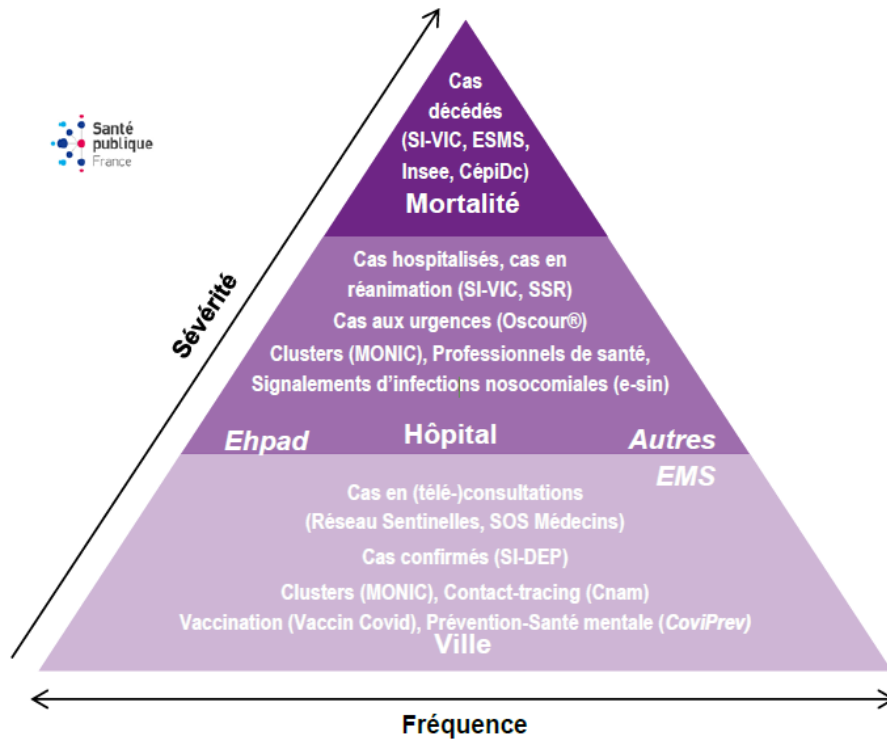 Santé
publique
France
Sévérité
Cas
décédés
(SI-VIC, ESMS,
Insee, CépiDc)
Mortalité
Cas hospitalisés, cas en
réanimation (SI-VIC, SSR)
Cas aux urgences (Oscour®)
Clusters (MONIC), Professionnels de santé,
Signalements d’infections nosocomiales (e-sin)
Ehpad
Hôpital
Autres
EMS
Cas en (télé-)consultations
(Réseau Sentinelles, SOS Médecins)
Cas confirmés (SI-DEP)
Clusters (MONIC), Contact-tracing (Cnam)
Vaccination (Vaccin Covid), Prévention-Santé mentale (CoviPrev)
Ville
Fréquence